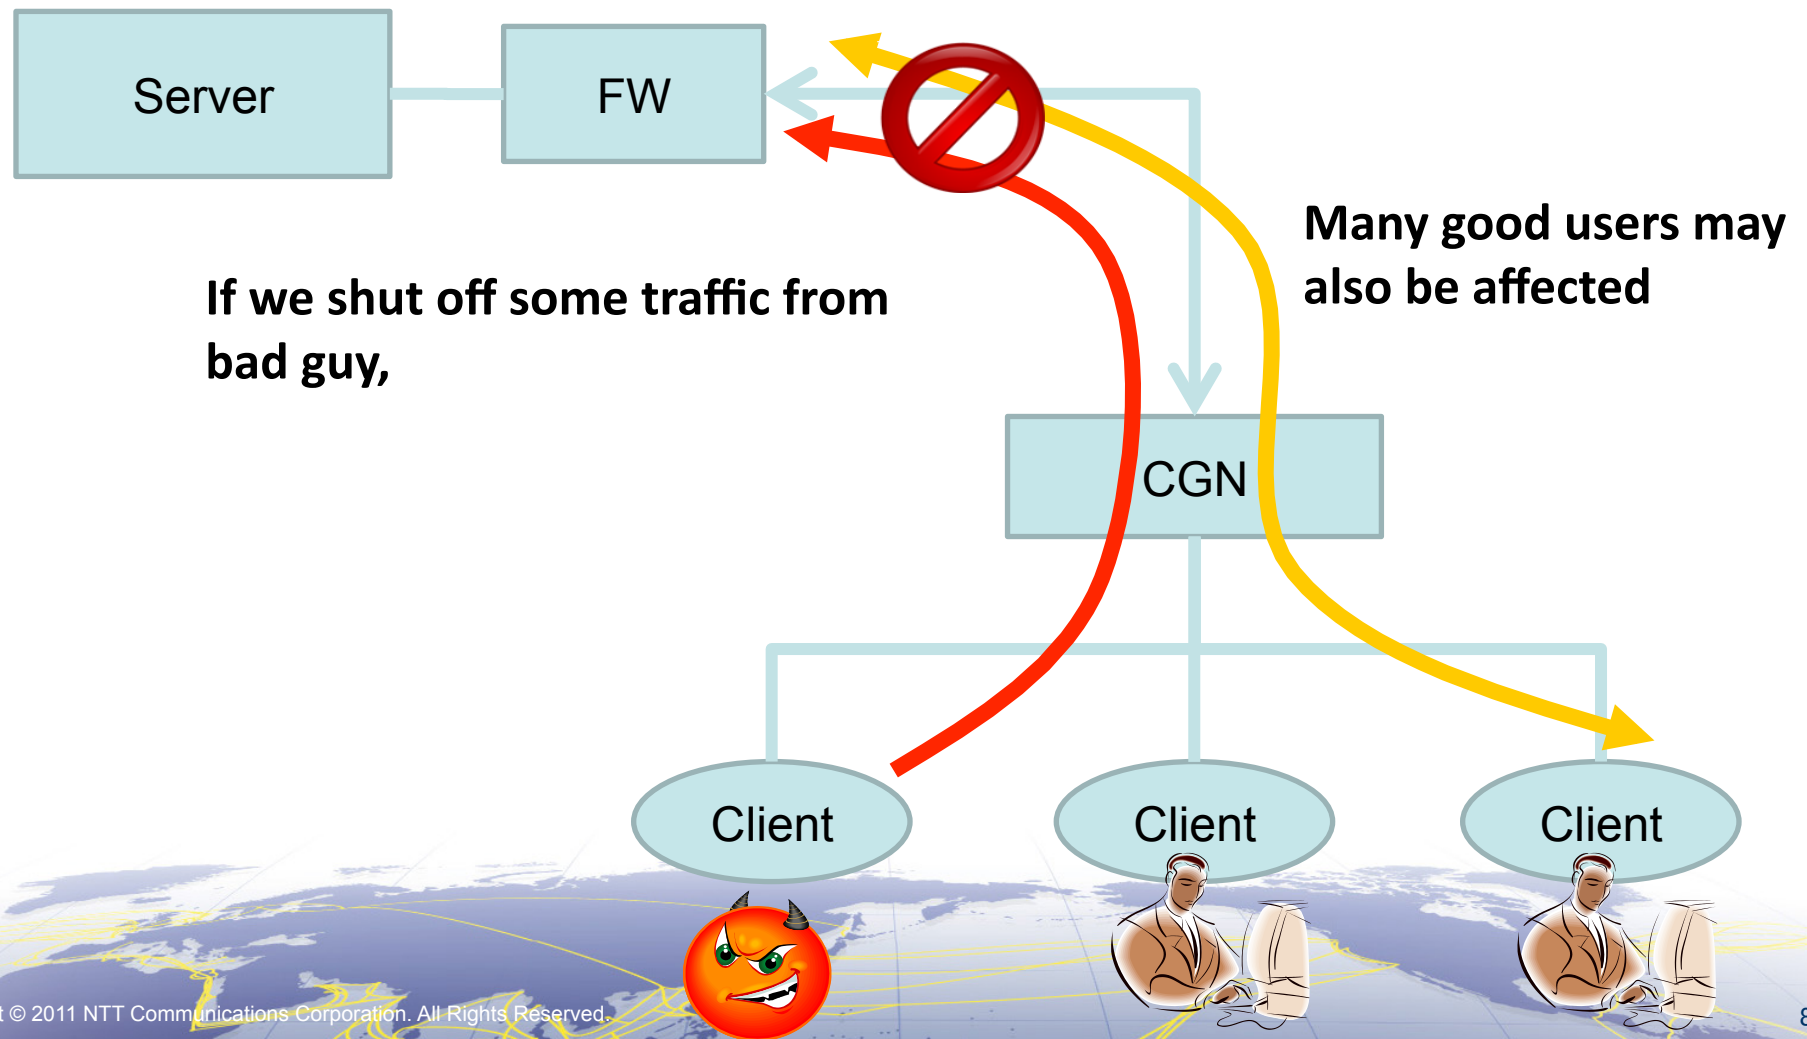 Server
FW
Many good users may
also be affected
If we shut off some traffic from
bad guy,
CGN
Client
Client
Client
© 2011 NTT Communications Corporation. All Rights Reserved.
8